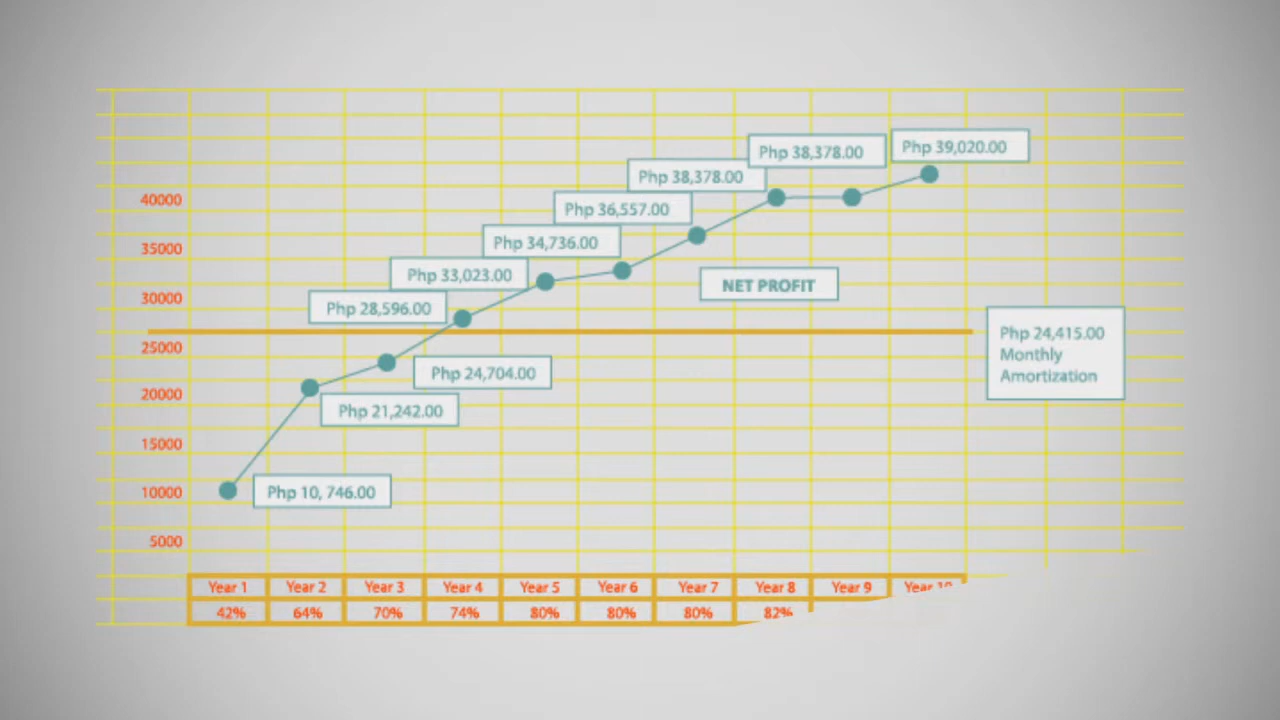 Php 39,020.00
Php 38,378.00
Php 38,378.00
Php 36,557.00
Php 34,736.00
Php 33,023.00
Php 28,596.00
Php 24,704.00
Php 21,242.00
Php 10, 746.00
NET PROFIT
Php 24,415.00
Monthly
Amortization
40000
35000
30000
25000
20000
15000
10000
5000
Year 1 Year 2 Year 3 Year 4 Year 5 Year 6 Year 7 Year 8 Year 9 Year 10
42% 64% 70% 74% 80% 80% 80% 82%